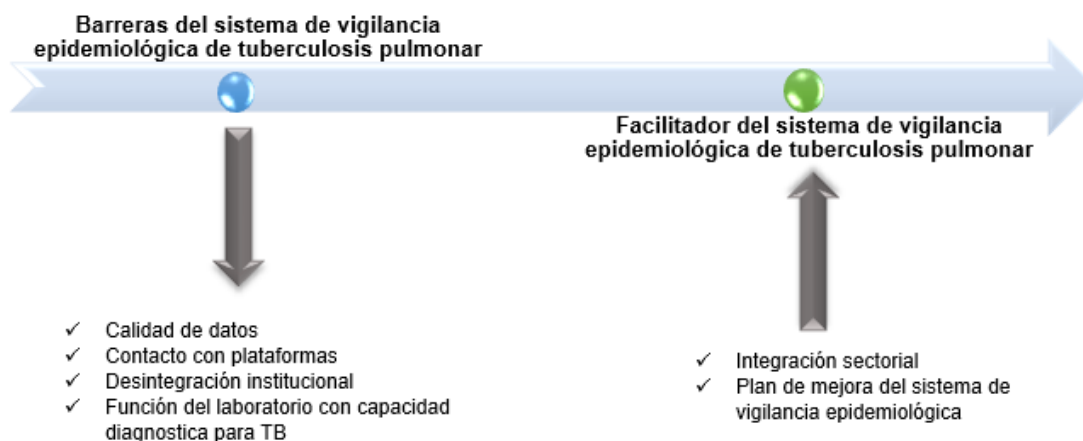 Barreras del sistema de vigilancia
epidemiológica de tuberculosis pulmonar
Facilitador del sistema de vigilancia
epidemiológica de tuberculosis pulmonar
✓ Calidad de datos
✓ Contacto con plataformas
✓ Desintegración institucional
✓ Función del laboratorio con capacidad
diagnostica para TB
✓ Integración sectorial
✓ Plan de mejora del sistema de
vigilancia epidemiológica